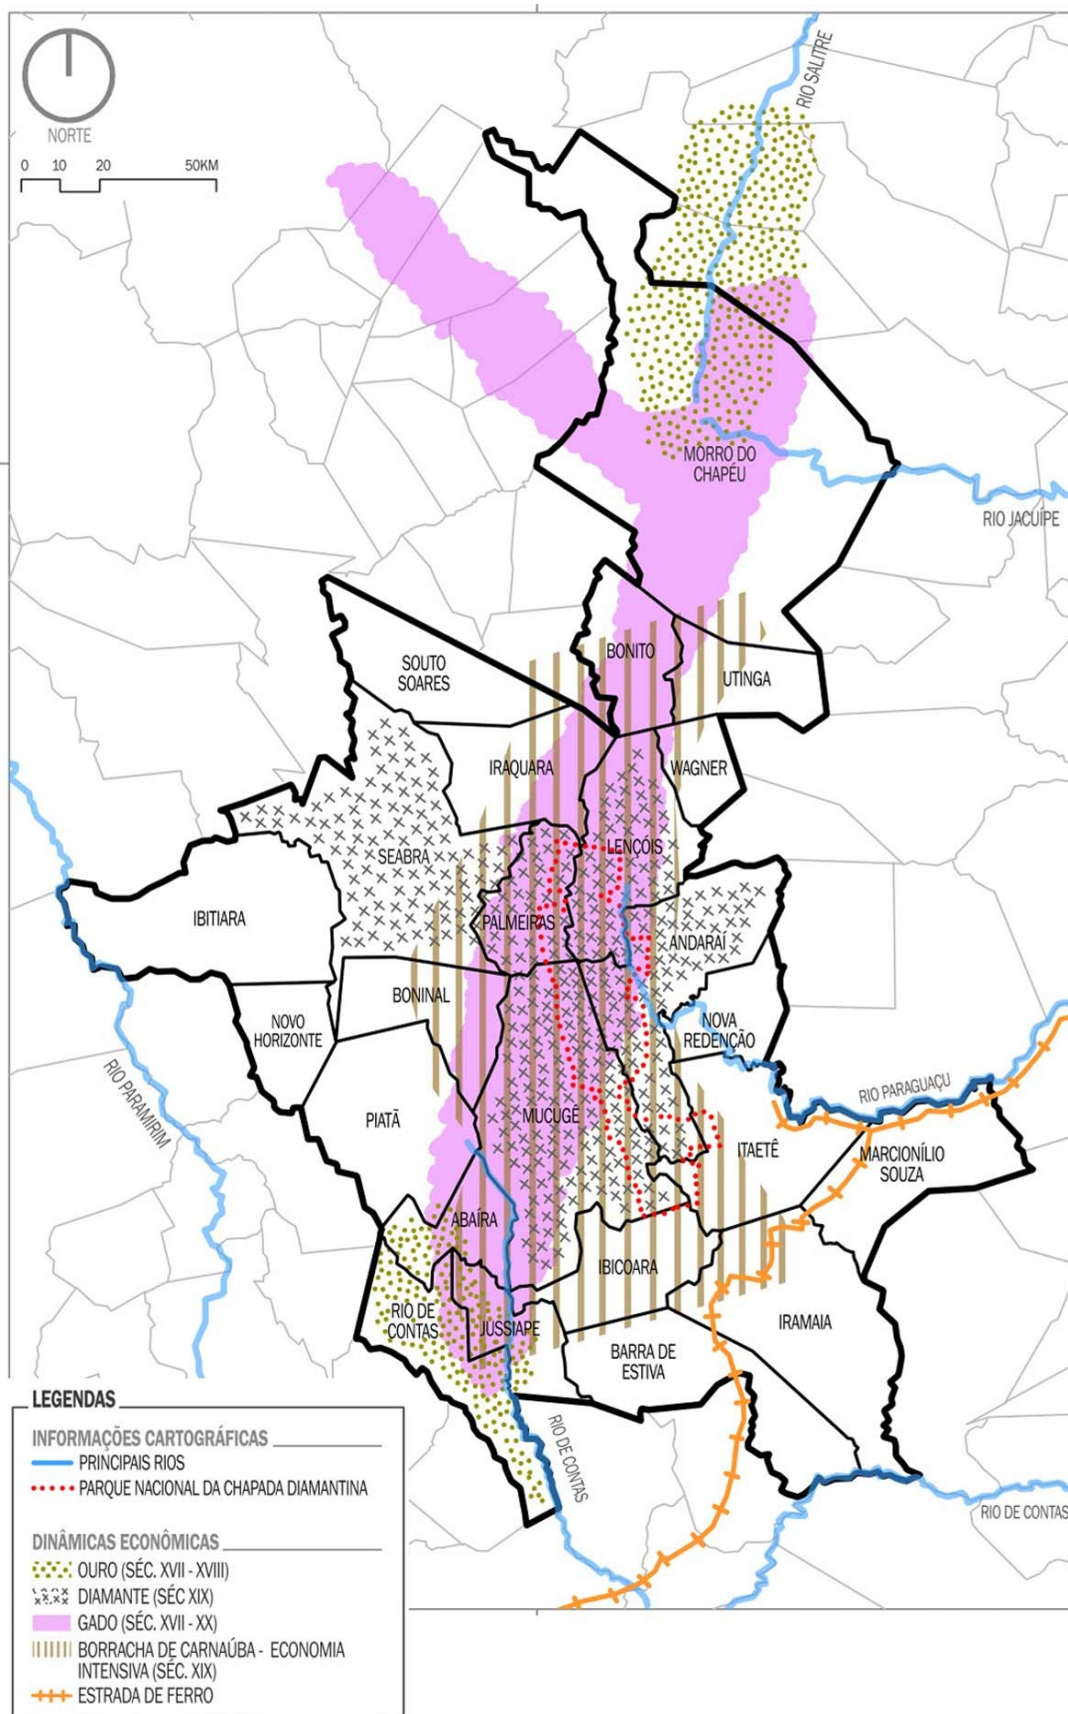 NORTE
0 10 20 50KM
RIO SALITRE
MORRO DO
CHAPÉU
RIO JACUÍPE
BONITO
SOUTO
SOARES
UTINGA
IRAQUARA
WAGNER
LENÇÓIS
SEABRA
IBITIARA
PALMEIRAS
ANDARAÍ
BONINAL
NOVO
HORIZONTE
NOVA
REDENÇÃO
RIO PARAMIRIM
RIO PARAGUAÇU
PIATÃ
MUCUGÊ
ITAETÊ
MARCIONÍLIO
SOUZA
ABAÍRA
IBICOARA
RIO DE
CONTAS
JUSSIAPE
IRAMAIA
BARRA DE
ESTIVA
RIO DE CONTAS
RIO DE CONTAS
LEGENDAS
INFORMAÇÕES CARTOGRÁFICAS
PRINCIPAIS RIOS
PARQUE NACIONAL DA CHAPADA DIAMANTINA
DINÂMICAS ECONÔMICAS
OURO (SÉC. XVII - XVIII)
DIAMANTE (SÉC XIX)
GADO (SÉC. XVII - XX)
BORRACHA DE CARNAÚBA - ECONOMIA
INTENSIVA (SÉC. XIX)
ESTRADA DE FERRO